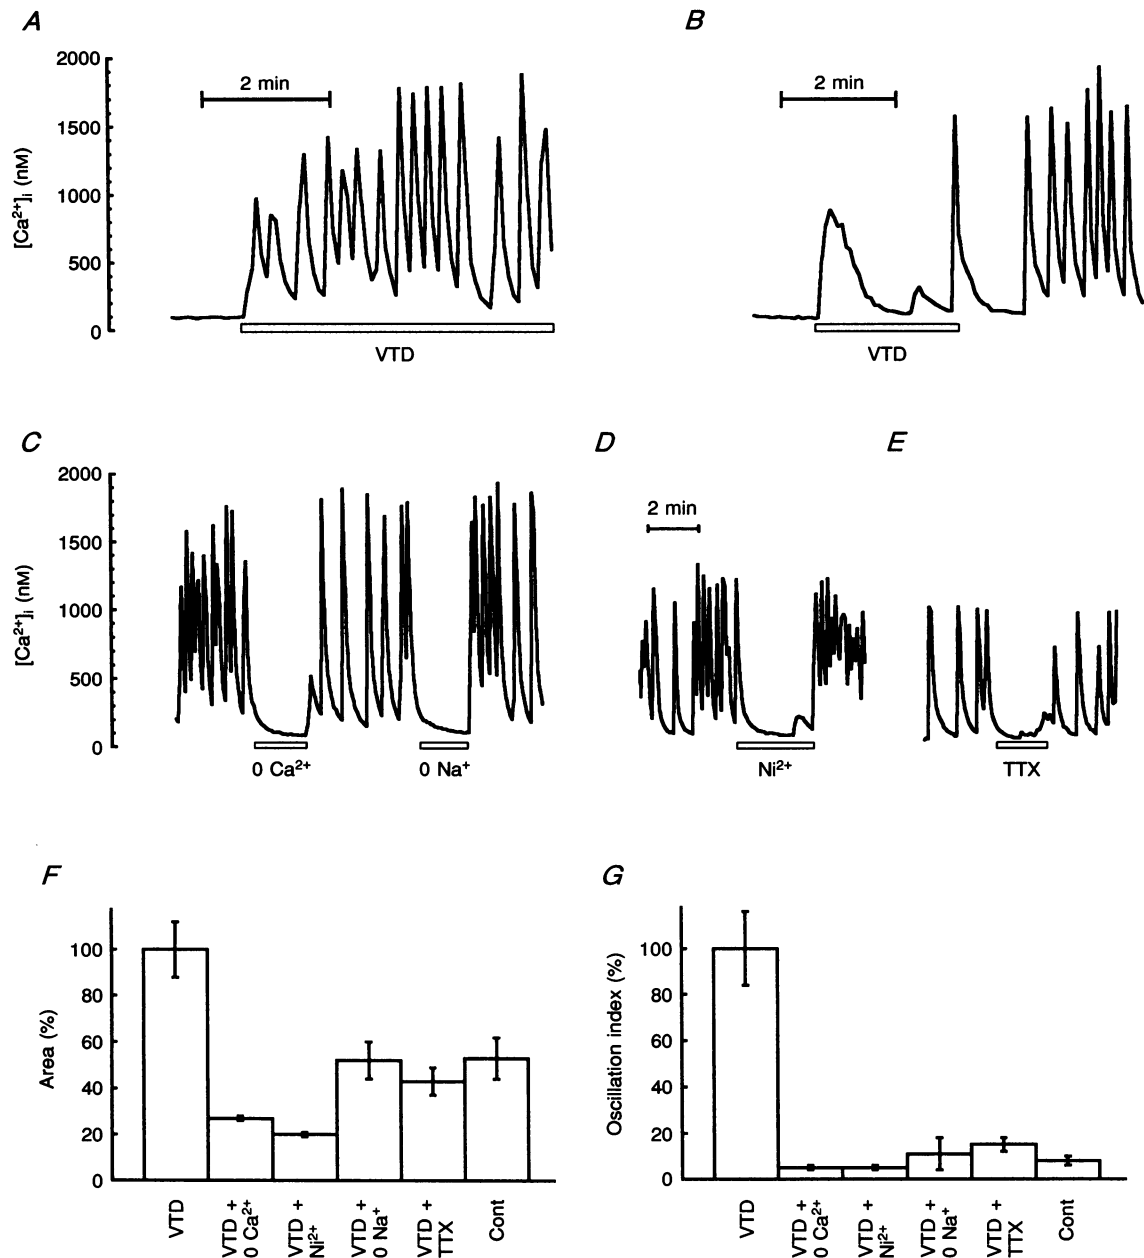 A
B
2000
1500
1000
500
0
[Ca²⁺]ᵢ (nM)
2 min
VTD
2 min
VTD
C
D
E
2000
1500
1000
500
0
[Ca²⁺]ᵢ (nM)
0 Ca²⁺
0 Na⁺
2 min
Ni²⁺
TTX
F
G
100
80
60
40
20
0
Area (%)
VTD
VTD +
0 Ca²⁺
VTD +
Ni²⁺
VTD +
0 Na⁺
VTD +
TTX
Cont
100
80
60
40
20
0
Oscillation index (%)
VTD
VTD +
0 Ca²⁺
VTD +
Ni²⁺
VTD +
0 Na⁺
VTD +
TTX
Cont